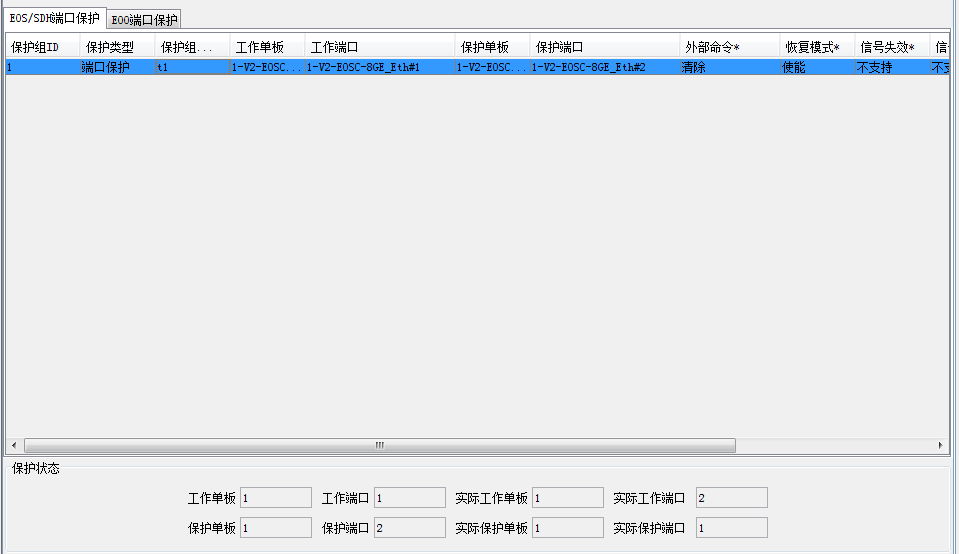 EOS/SDH端口保护 EOO端口保护
保护组ID 保护类型 保护组... 工作单板 工作端口 保护单板 保护端口 外部命令* 恢复模式* 信号失效* 信
1 端口保护 t1 1-V2-EOSC... 1-V2-EOSC-8GE_Eth#1 1-V2-EOSC... 1-V2-EOSC-8GE_Eth#2 清除 使能 不支持 不支
保护状态
工作单板 1 工作端口 1 实际工作单板 1 实际工作端口 2
保护单板 1 保护端口 2 实际保护单板 1 实际保护端口 1